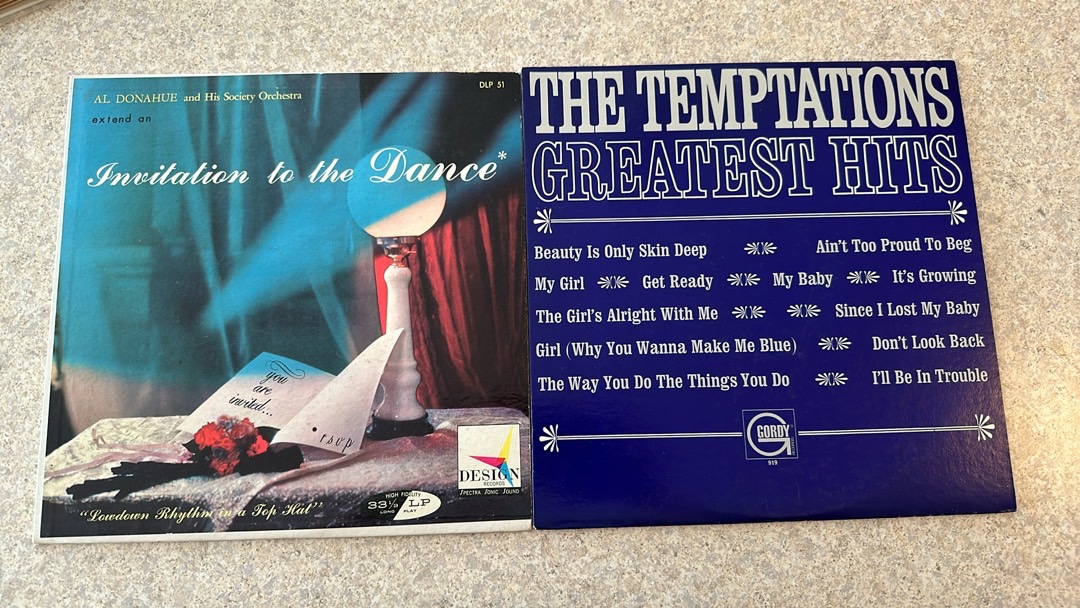 AL DONAHUE and His Society Orchestra
DLP 51
extend an
Invitation to the Dance*
you
are
invited...
r s v p
DESIGN
RECORDS
SPECTRA SONIC SOUND
HIGH FIDELITY
33⅓ LP
LONG PLAY
"Lowdown Rhythm in a Top Hat"
THE TEMPTATIONS
GREATEST HITS
Beauty Is Only Skin Deep Ain't Too Proud To Beg
My Girl Get Ready My Baby It's Growing
The Girl's Alright With Me Since I Lost My Baby
Girl (Why You Wanna Make Me Blue) Don't Look Back
The Way You Do The Things You Do I'll Be In Trouble
GORDY
919